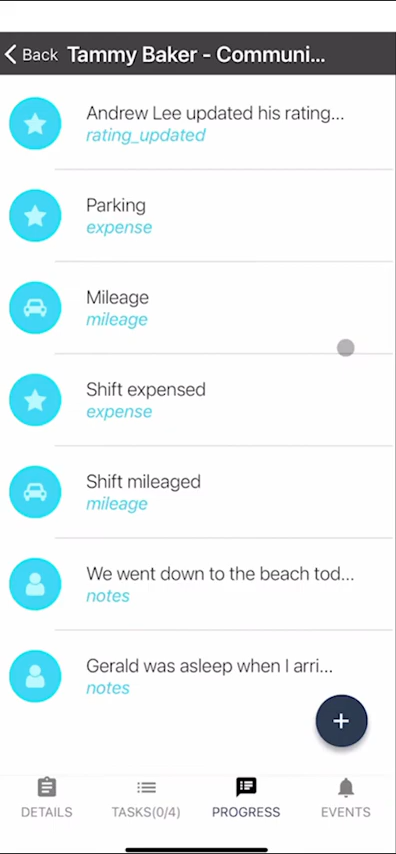 Back Tammy Baker - Communi...
Andrew Lee updated his rating...
rating_updated
Parking
expense
Mileage
mileage
Shift expensed
expense
Shift mileaged
mileage
We went down to the beach tod...
notes
Gerald was asleep when I arri...
notes
+
DETAILS TASKS(0/4) PROGRESS EVENTS